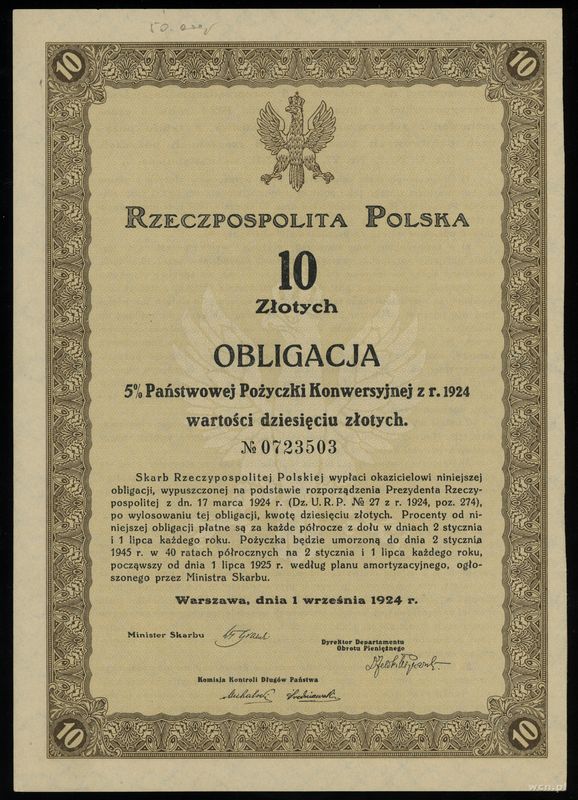 10 10
RZECZPOSPOLITA POLSKA
10
Złotych
OBLIGACJA
5% Państwowej Pożyczki Konwersyjnej z r. 1924
wartości dziesięciu złotych.
№ 0723503
Skarb Rzeczypospolitej Polskiej wypłaci okazicielowi niniejszej
obligacji, wypuszczonej na podstawie rozporządzenia Prezydenta Rzeczy-
pospolitej z dn. 17 marca 1924 r. (Dz. U. R. P. № 27 z r. 1924, poz. 274),
po wylosowaniu tej obligacji, kwotę dziesięciu złotych. Procenty od ni-
niejszej obligacji płatne są za każde półrocze z dołu w dniach 2 stycznia
i 1 lipca każdego roku. Pożyczka będzie umorzoną do dnia 2 stycznia
1945 r. w 40 ratach półrocznych na 2 stycznia i 1 lipca każdego roku,
począwszy od dnia 1 lipca 1925 r. według planu amortyzacyjnego, ogło-
szonego przez Ministra Skarbu.
Warszawa, dnia 1 września 1924 r.
Minister Skarbu
Dyrektor Departamentu
Obrotu Pieniężnego
Komisja Kontroli Długów Państwa
10 10
wcn.pl